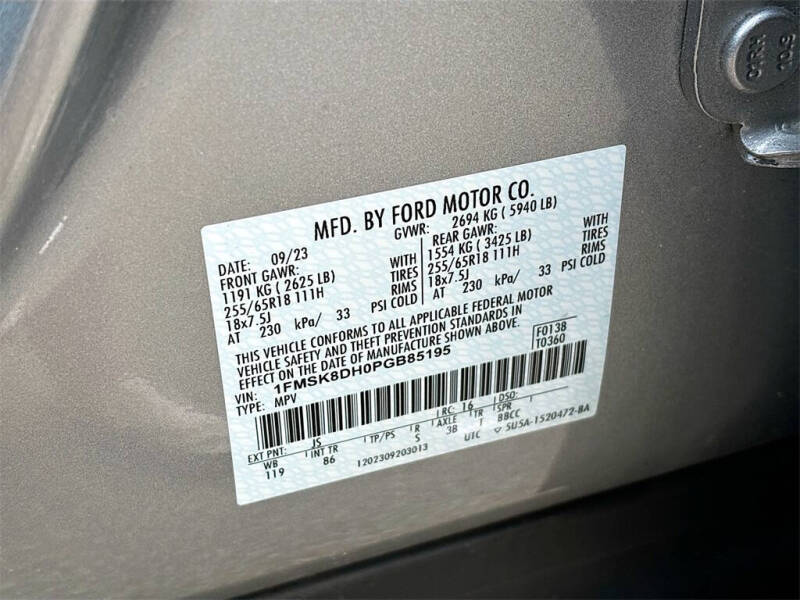 01RH
10.9
MFD. BY FORD MOTOR CO.
DATE: 09/23 GVWR: 2694 KG ( 5940 LB)
FRONT GAWR: REAR GAWR:
1191 KG ( 2625 LB) WITH 1554 KG ( 3425 LB) WITH
255/65R18 111H TIRES 255/65R18 111H TIRES
18x7.5J RIMS 18x7.5J RIMS
AT 230 kPa/ 33 PSI COLD AT 230 kPa/ 33 PSI COLD
THIS VEHICLE CONFORMS TO ALL APPLICABLE FEDERAL MOTOR
VEHICLE SAFETY AND THEFT PREVENTION STANDARDS IN
EFFECT ON THE DATE OF MANUFACTURE SHOWN ABOVE.
VIN: 1FMSK8DH0PGB85195 F0138
TYPE: MPV T0360
RC: 16 DSO:
EXT PNT: JS AXLE TR SPR
WB INT TR TP/PS R 3B T BBCC
119 86 S
1202309203013 UTC ▽ 5U5A-1520472-BA